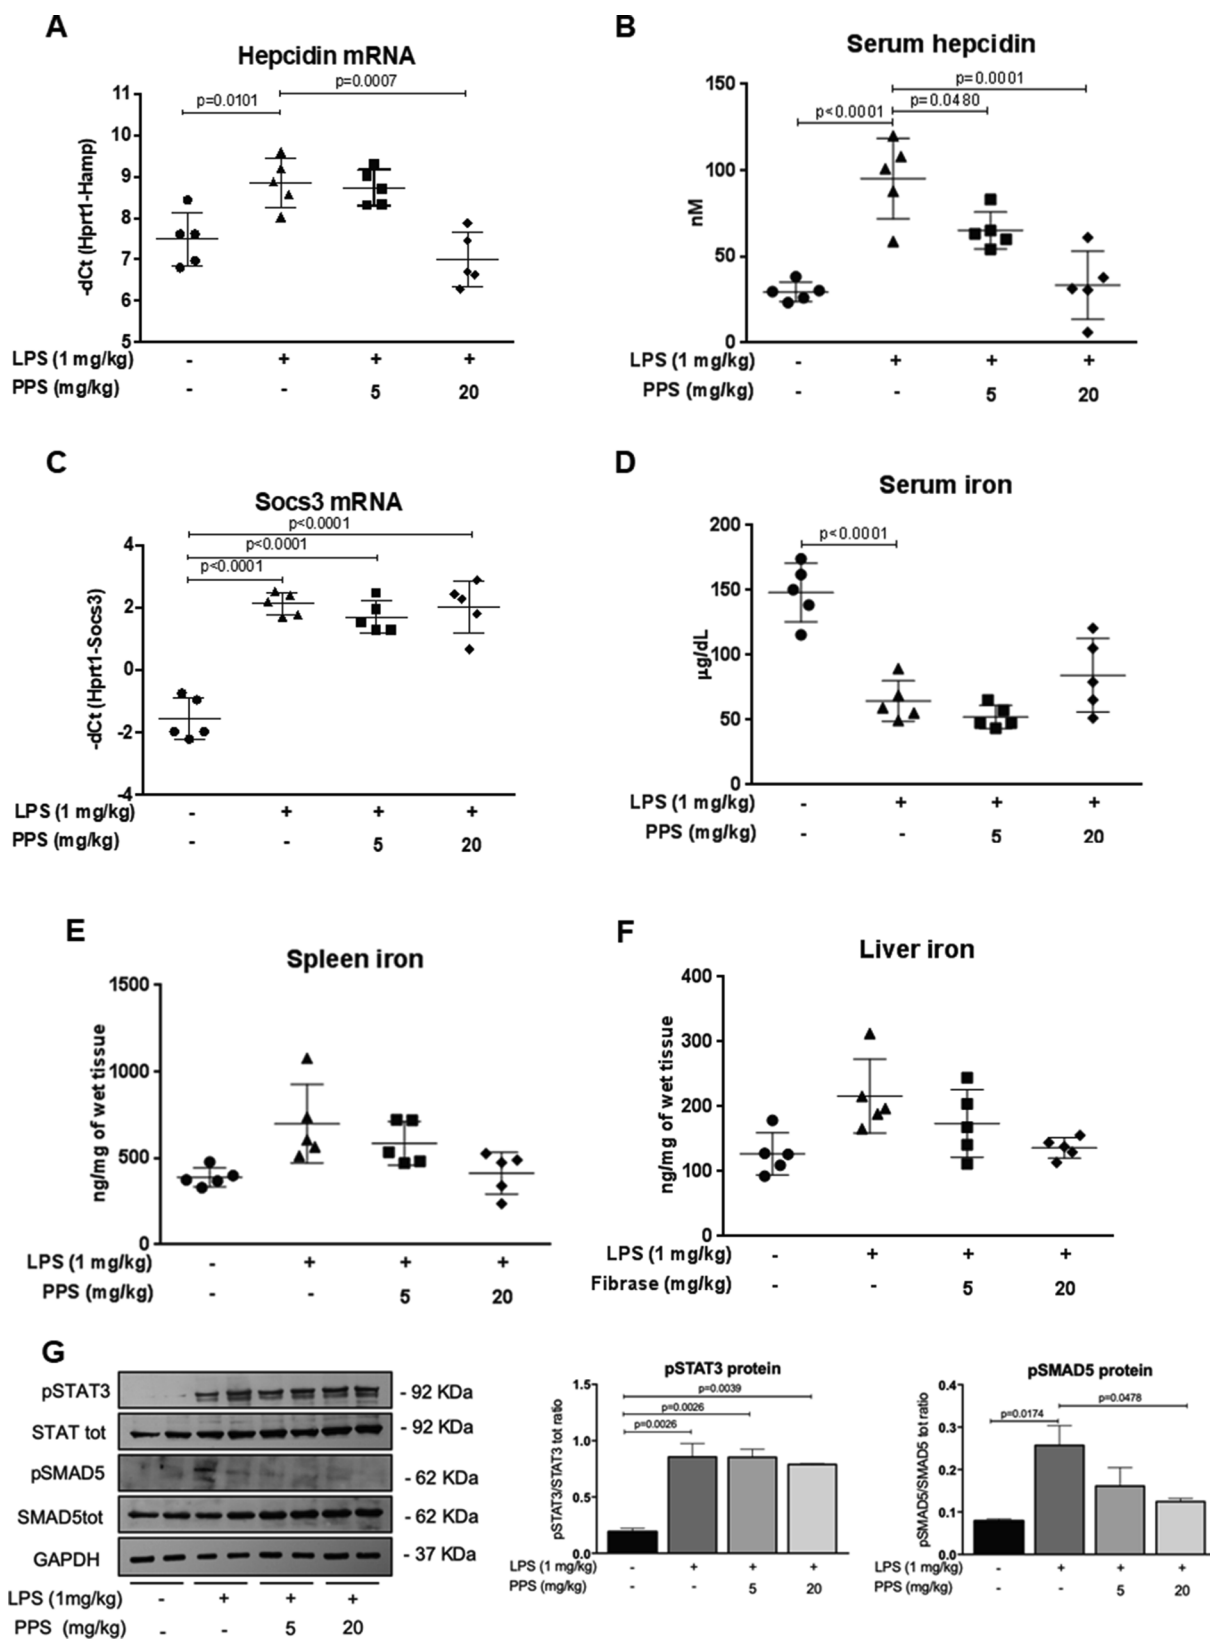 A
Hepcidin mRNA
p=0.0007
p=0.0101
11
10
9
8
7
6
5
-dCt (Hprt1-Hamp)
LPS (1 mg/kg) - + + +
PPS (mg/kg) - - 5 20
B
Serum hepcidin
p=0.0001
p=0.0480
p<0.0001
150
100
50
0
nM
LPS (1 mg/kg) - + + +
PPS (mg/kg) - - 5 20
C
Socs3 mRNA
p<0.0001
p<0.0001
p<0.0001
4
2
0
-2
-4
-dCt (Hprt1-Socs3)
LPS (1 mg/kg) - + + +
PPS (mg/kg) - - 5 20
D
Serum iron
p<0.0001
200
150
100
50
0
µg/dL
LPS (1 mg/kg) - + + +
PPS (mg/kg) - - 5 20
E
Spleen iron
1500
1000
500
0
ng/mg of wet tissue
LPS (1 mg/kg) - + + +
PPS (mg/kg) - - 5 20
F
Liver iron
400
300
200
100
0
ng/mg of wet tissue
LPS (1 mg/kg) - + + +
Fibrase (mg/kg) - - 5 20
G
pSTAT3 - 92 KDa
STAT tot - 92 KDa
pSMAD5 - 62 KDa
SMAD5tot - 62 KDa
GAPDH - 37 KDa
LPS (1mg/kg) - + + +
PPS (mg/kg) - - 5 20
pSTAT3 protein
p=0.0039
p=0.0026
p=0.0026
1.5
1.0
0.5
0.0
pSTAT3/STAT3 tot ratio
LPS (1 mg/kg) - + + +
PPS (mg/kg) - - 5 20
pSMAD5 protein
p=0.0478
p=0.0174
0.4
0.3
0.2
0.1
0.0
pSMAD5/SMAD5 tot ratio
LPS (1 mg/kg) - + + +
PPS (mg/kg) - - 5 20